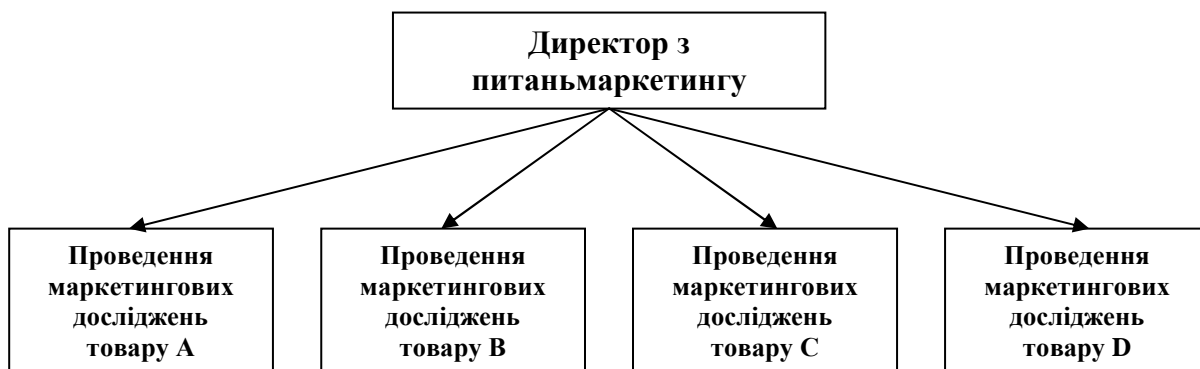 Директор з
питаньмаркетингу
Проведення
маркетингових
досліджень
товару A
Проведення
маркетингових
досліджень
товару B
Проведення
маркетингових
досліджень
товару C
Проведення
маркетингових
досліджень
товару D